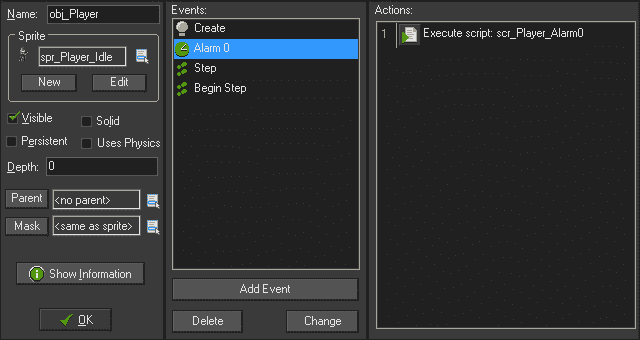 Name: obj_Player
Sprite
spr_Player_Idle
New Edit
Visible Solid
Persistent Uses Physics
Depth: 0
Parent <no parent>
Mask <same as sprite>
Show Information
OK
Events:
Create
Alarm 0
Step
Begin Step
Add Event
Delete Change
Actions:
1 Execute script: scr_Player_Alarm0